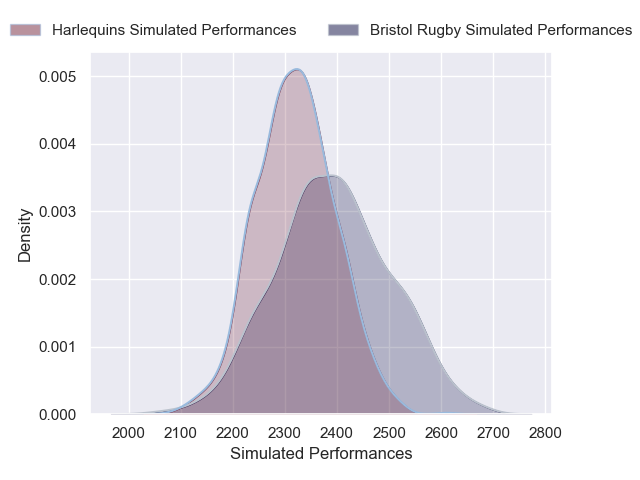 Harlequins Simulated Performances Bristol Rugby Simulated Performances
0.005
0.004
0.003
0.002
0.001
0.000
Density
2000 2100 2200 2300 2400 2500 2600 2700 2800
Simulated Performances